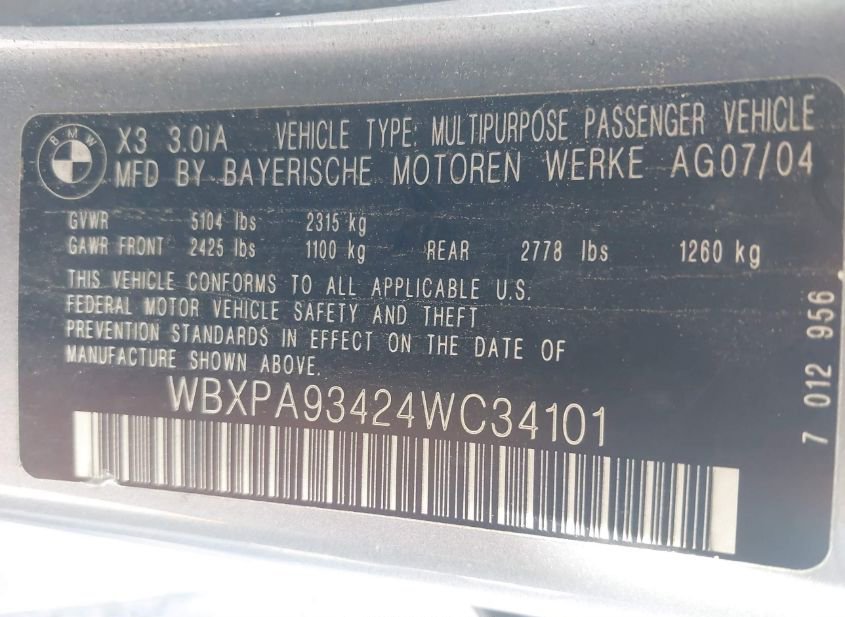 BMW
X3 3.0iA VEHICLE TYPE: MULTIPURPOSE PASSENGER VEHICLE
MFD BY BAYERISCHE MOTOREN WERKE AG07/04
GVWR 5104 lbs 2315 kg
GAWR FRONT 2425 lbs 1100 kg REAR 2778 lbs 1260 kg
THIS VEHICLE CONFORMS TO ALL APPLICABLE U.S.
FEDERAL MOTOR VEHICLE SAFETY AND THEFT
PREVENTION STANDARDS IN EFFECT ON THE DATE OF
MANUFACTURE SHOWN ABOVE.
WBXPA93424WC34101
7 012 956